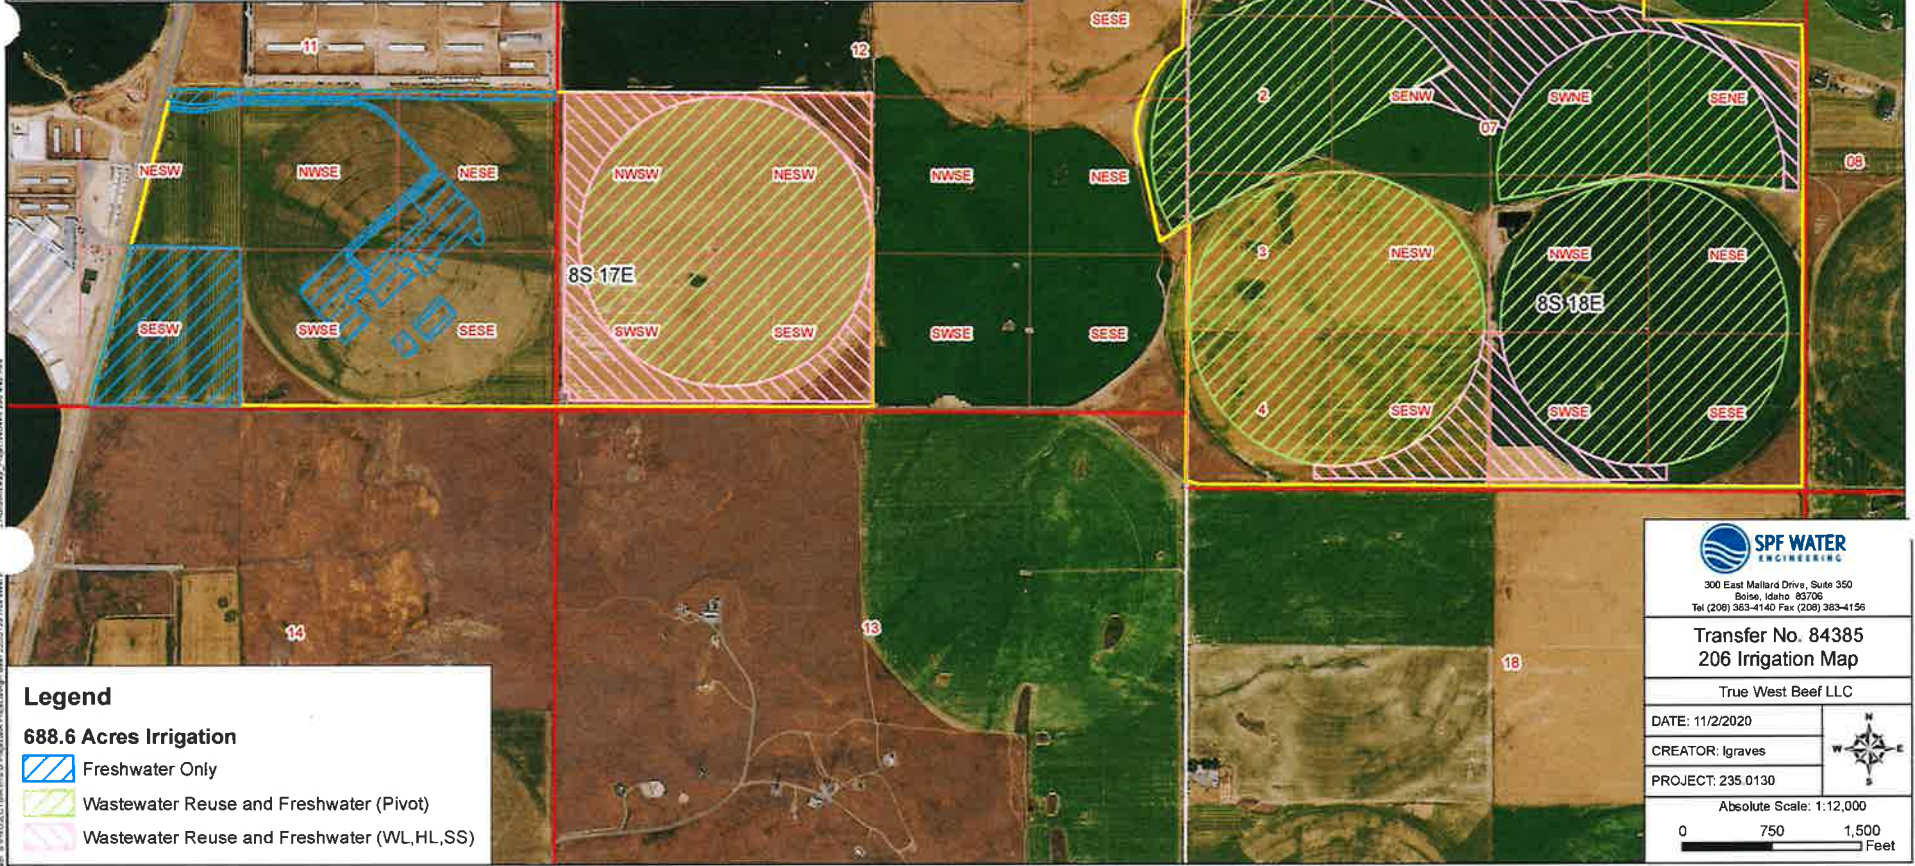 SESE
11
12
2
SENW
SWNE
SENE
07
08
NESW
NWSE
NESE
NWSW
NESW
NWSE
NESE
8S 17E
3
NESW
NWSE
NESE
8S 18E
SESW
SWSE
SESE
SWSW
SESW
SWSE
SESE
4
SESW
SWSE
SESE
14
13
18
Legend
688.6 Acres Irrigation
Freshwater Only
Wastewater Reuse and Freshwater (Pivot)
Wastewater Reuse and Freshwater (WL,HL,SS)
SPF WATER
ENGINEERING
300 East Mallard Drive, Suite 350
Boise, Idaho 83706
Tel (208) 383-4140 Fax (208) 383-4156
Transfer No. 84385
206 Irrigation Map
True West Beef LLC
DATE: 11/2/2020
CREATOR: lgraves
PROJECT: 235.0130
N
W E
S
Absolute Scale: 1:12,000
0 750 1,500
Feet